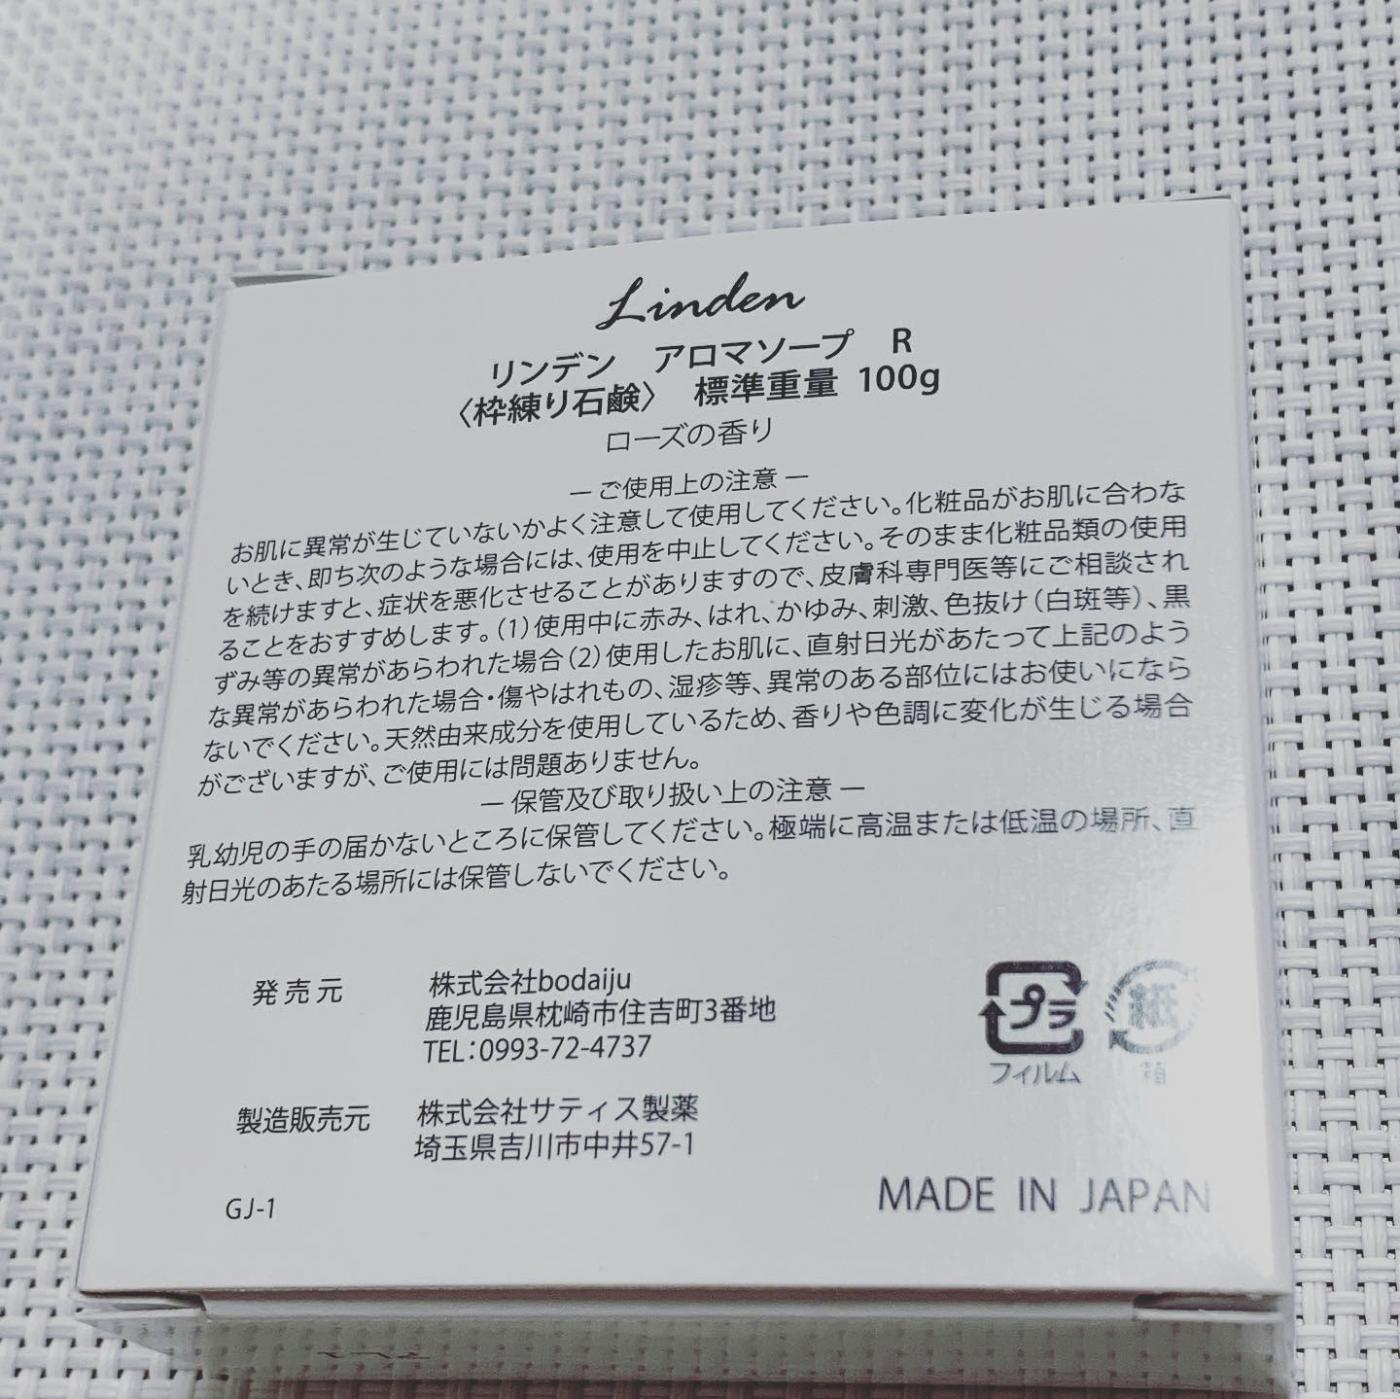 Linden
リンデン　アロマソープ　R
〈枠練り石鹸〉　標準重量 100g
ローズの香り
— ご使用上の注意 —
お肌に異常が生じていないかよく注意して使用してください。化粧品がお肌に合わな
いとき、即ち次のような場合には、使用を中止してください。そのまま化粧品類の使用
を続けますと、症状を悪化させることがありますので、皮膚科専門医等にご相談され
ることをおすすめします。(1)使用中に赤み、はれ、かゆみ、刺激、色抜け(白斑等)、黒
ずみ等の異常があらわれた場合(2)使用したお肌に、直射日光があたって上記のよう
な異常があらわれた場合・傷やはれもの、湿疹等、異常のある部位にはお使いになら
ないでください。天然由来成分を使用しているため、香りや色調に変化が生じる場合
がございますが、ご使用には問題ありません。
— 保管及び取り扱い上の注意 —
乳幼児の手の届かないところに保管してください。極端に高温または低温の場所、直
射日光のあたる場所には保管しないでください。
発売元　株式会社bodaiju
鹿児島県枕崎市住吉町3番地
TEL:0993-72-4737
プラ
フィルム
紙
箱
製造販売元　株式会社サティス製薬
埼玉県吉川市中井57-1
GJ-1
MADE IN JAPAN